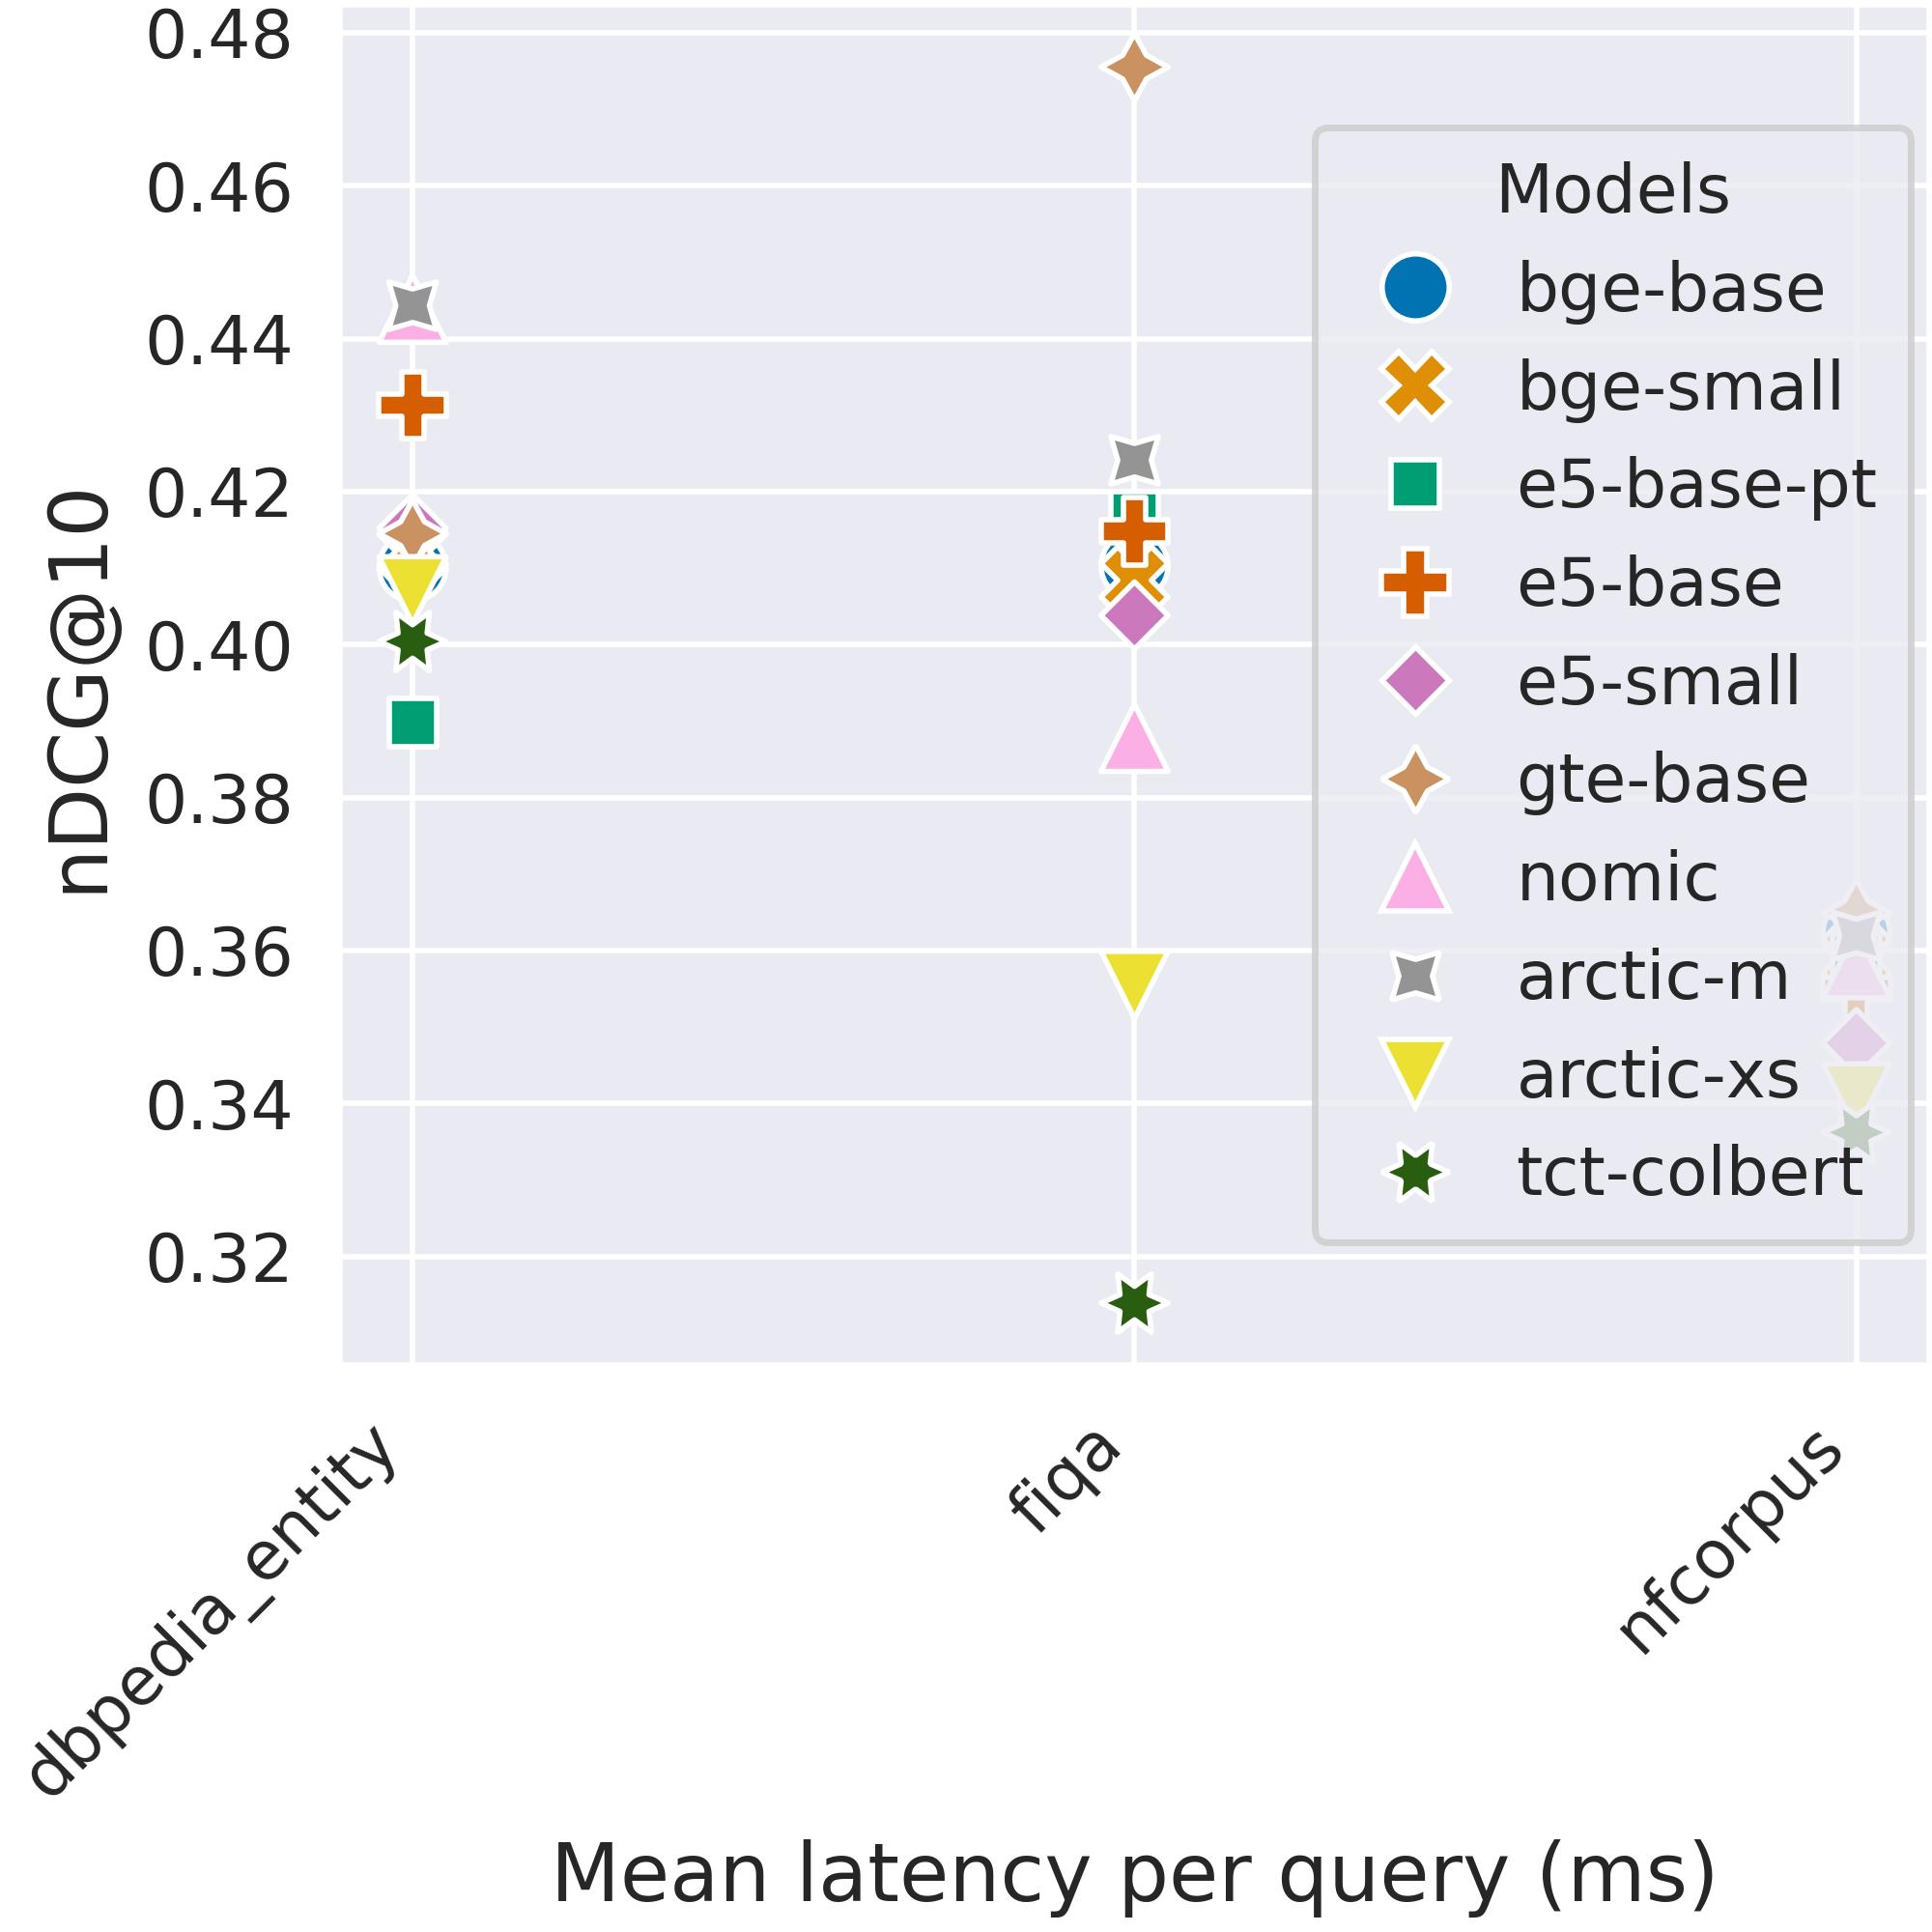 nDCG@10
0.48
0.46
0.44
0.42
0.40
0.38
0.36
0.34
0.32
Models
bge-base
bge-small
e5-base-pt
e5-base
e5-small
gte-base
nomic
arctic-m
arctic-xs
tct-colbert
dbpedia_entity
fiqa
nfcorpus
Mean latency per query (ms)